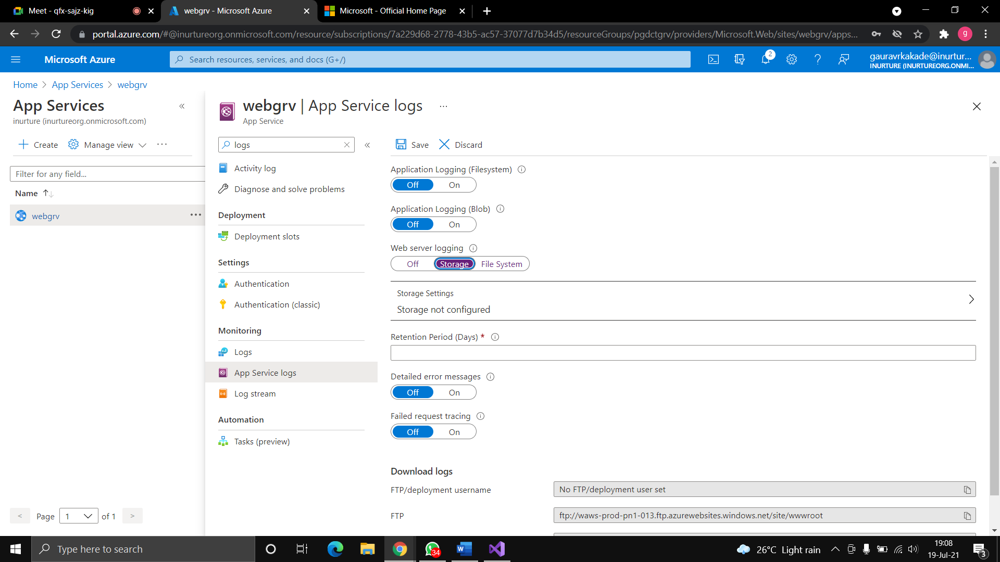 Meet - qfx-sajz-kig
webgrv - Microsoft Azure
Microsoft - Official Home Page
portal.azure.com/#@inurtureorg.onmicrosoft.com/resource/subscriptions/7a229d68-2778-43b5-ac57-37077d7b34d5/resourceGroups/pgdctgrv/providers/Microsoft.Web/sites/webgrv/apps...
g
Microsoft Azure
Search resources, services, and docs (G+/)
2
gauravrkakade@inurtur...
INURTURE (INURTUREORG.ONMI...
Home > App Services > webgrv
App Services
inurture (inurtureorg.onmicrosoft.com)
Create
Manage view
Filter for any field...
Name
webgrv
Page 1 of 1
webgrv | App Service logs
App Service
logs
Activity log
Diagnose and solve problems
Deployment
Deployment slots
Settings
Authentication
Authentication (classic)
Monitoring
Logs
App Service logs
Log stream
Automation
Tasks (preview)
Save
Discard
Application Logging (Filesystem)
Off On
Application Logging (Blob)
Off On
Web server logging
Off Storage File System
Storage Settings
Storage not configured
Retention Period (Days) *
Detailed error messages
Off On
Failed request tracing
Off On
Download logs
FTP/deployment username
No FTP/deployment user set
FTP
ftp://waws-prod-pn1-013.ftp.azurewebsites.windows.net/site/wwwroot
Type here to search
34
26°C Light rain
19:08
19-Jul-21
3